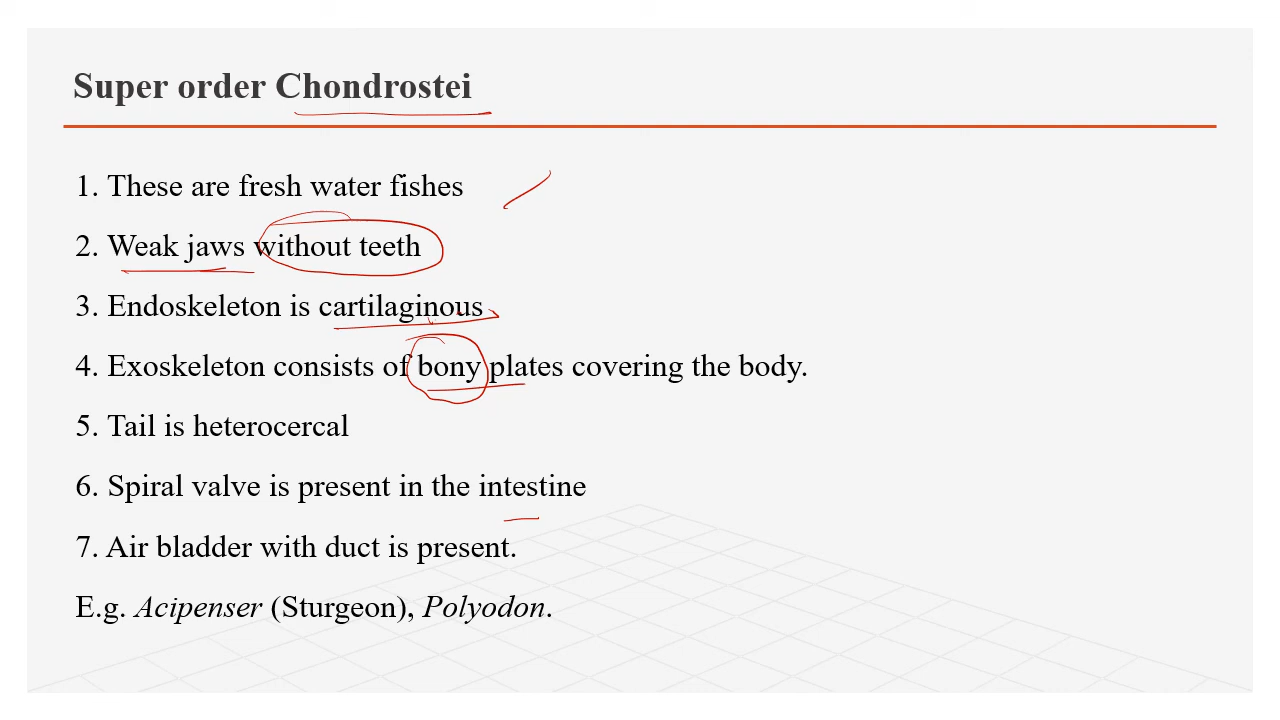 Super order Chondrostei
1. These are fresh water fishes
2. Weak jaws without teeth
3. Endoskeleton is cartilaginous
4. Exoskeleton consists of bony plates covering the body.
5. Tail is heterocercal
6. Spiral valve is present in the intestine
7. Air bladder with duct is present.
E.g. Acipenser (Sturgeon), Polyodon.